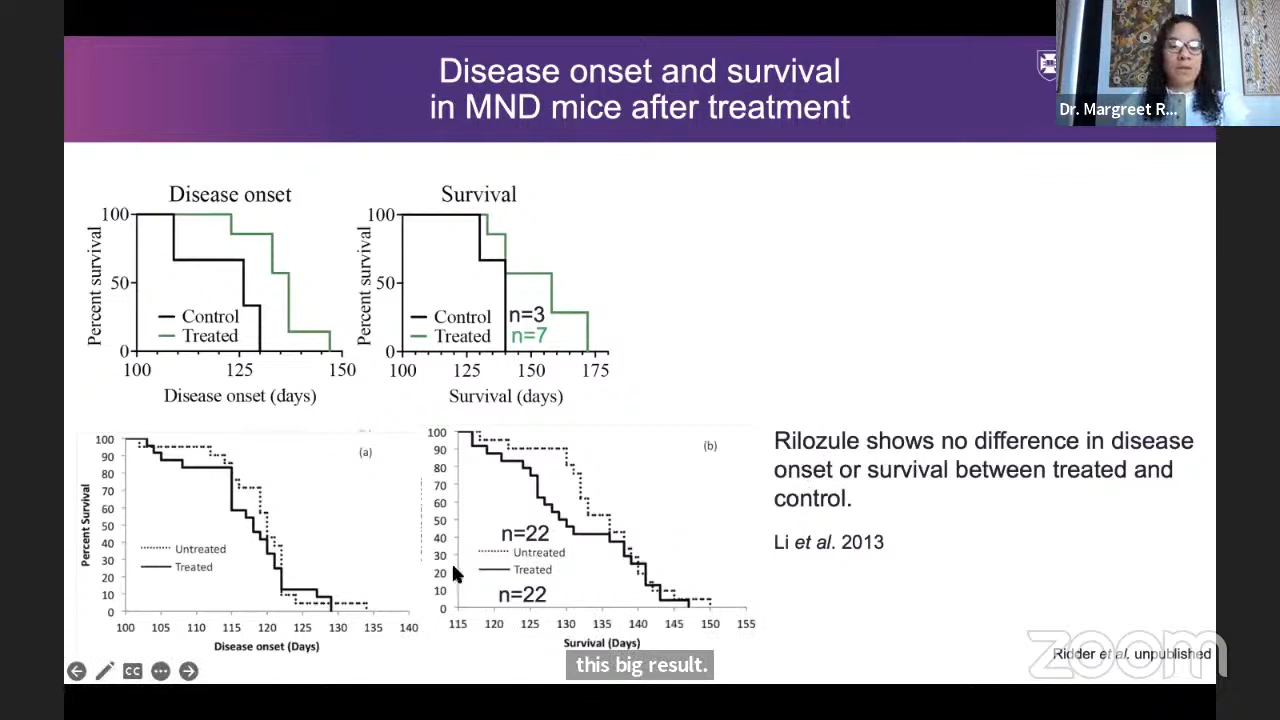 Disease onset and survival
in MND mice after treatment
Dr. Margreet R...
Disease onset
Percent survival
100
50
0
Control
Treated
100 125 150
Disease onset (days)
Survival
Percent survival
100
50
0
Control n=3
Treated n=7
100 125 150 175
Survival (days)
(a)
Percent Survival
100
90
80
70
60
50
40
30
20
10
0
Untreated
Treated
100 105 110 115 120 125 130 135 140
Disease onset (Days)
(b)
100
90
80
70
60
50
40
30
20
10
0
n=22
Untreated
Treated
n=22
115 120 125 130 135 140 145 150 155
Survival (Days)
Rilozule shows no difference in disease
onset or survival between treated and
control.
Li et al. 2013
this big result.
CC
Ridder et al, unpublished
zoom